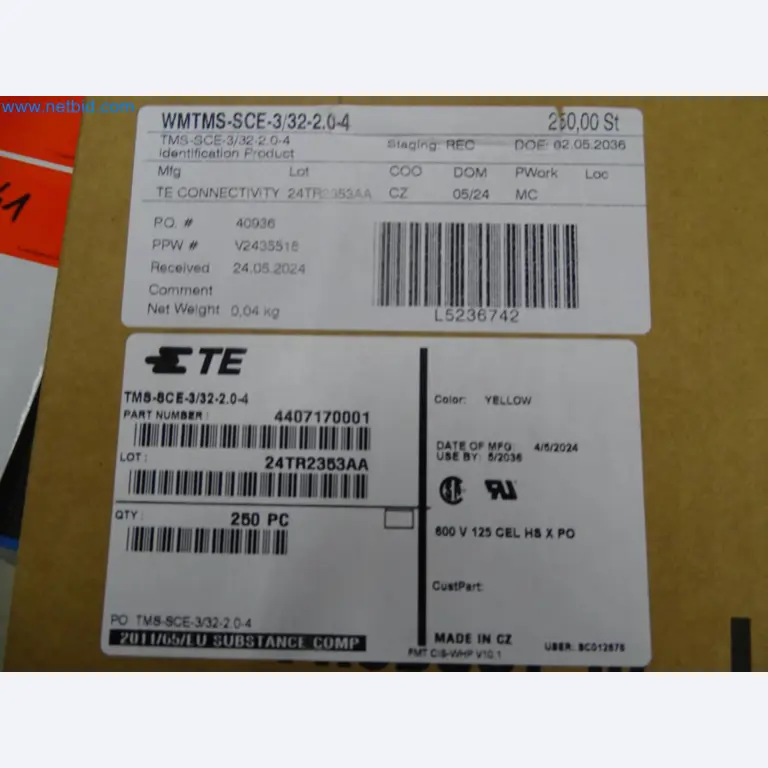 www.netbid.com
WMTMS-SCE-3/32-2.0-4 250,00 St
TMS-SCE-3/32-2.0-4 Staging: REC DOE: 02.05.2036
Identification Product
Mfg Lot COO DOM PWork Loc
TE CONNECTIVITY 24TR2353AA CZ 05/24 MC
P.O. # 40936
PPW # V2435516
Received 24.05.2024
Comment
Net Weight 0,04 kg
L5236742
TE
TMS-SCE-3/32-2.0-4
PART NUMBER: 4407170001
LOT: 24TR2353AA
QTY: 250 PC
PO TMS-SCE-3/32-2.0-4
2011/65/EU SUBSTANCE COMP
Color: YELLOW
DATE OF MFG: 4/5/2024
USE BY: 5/2036
600 V 125 CEL HS X PO
CustPart:
MADE IN CZ
FMT CIS-WHP V10.1
USER: BC012676